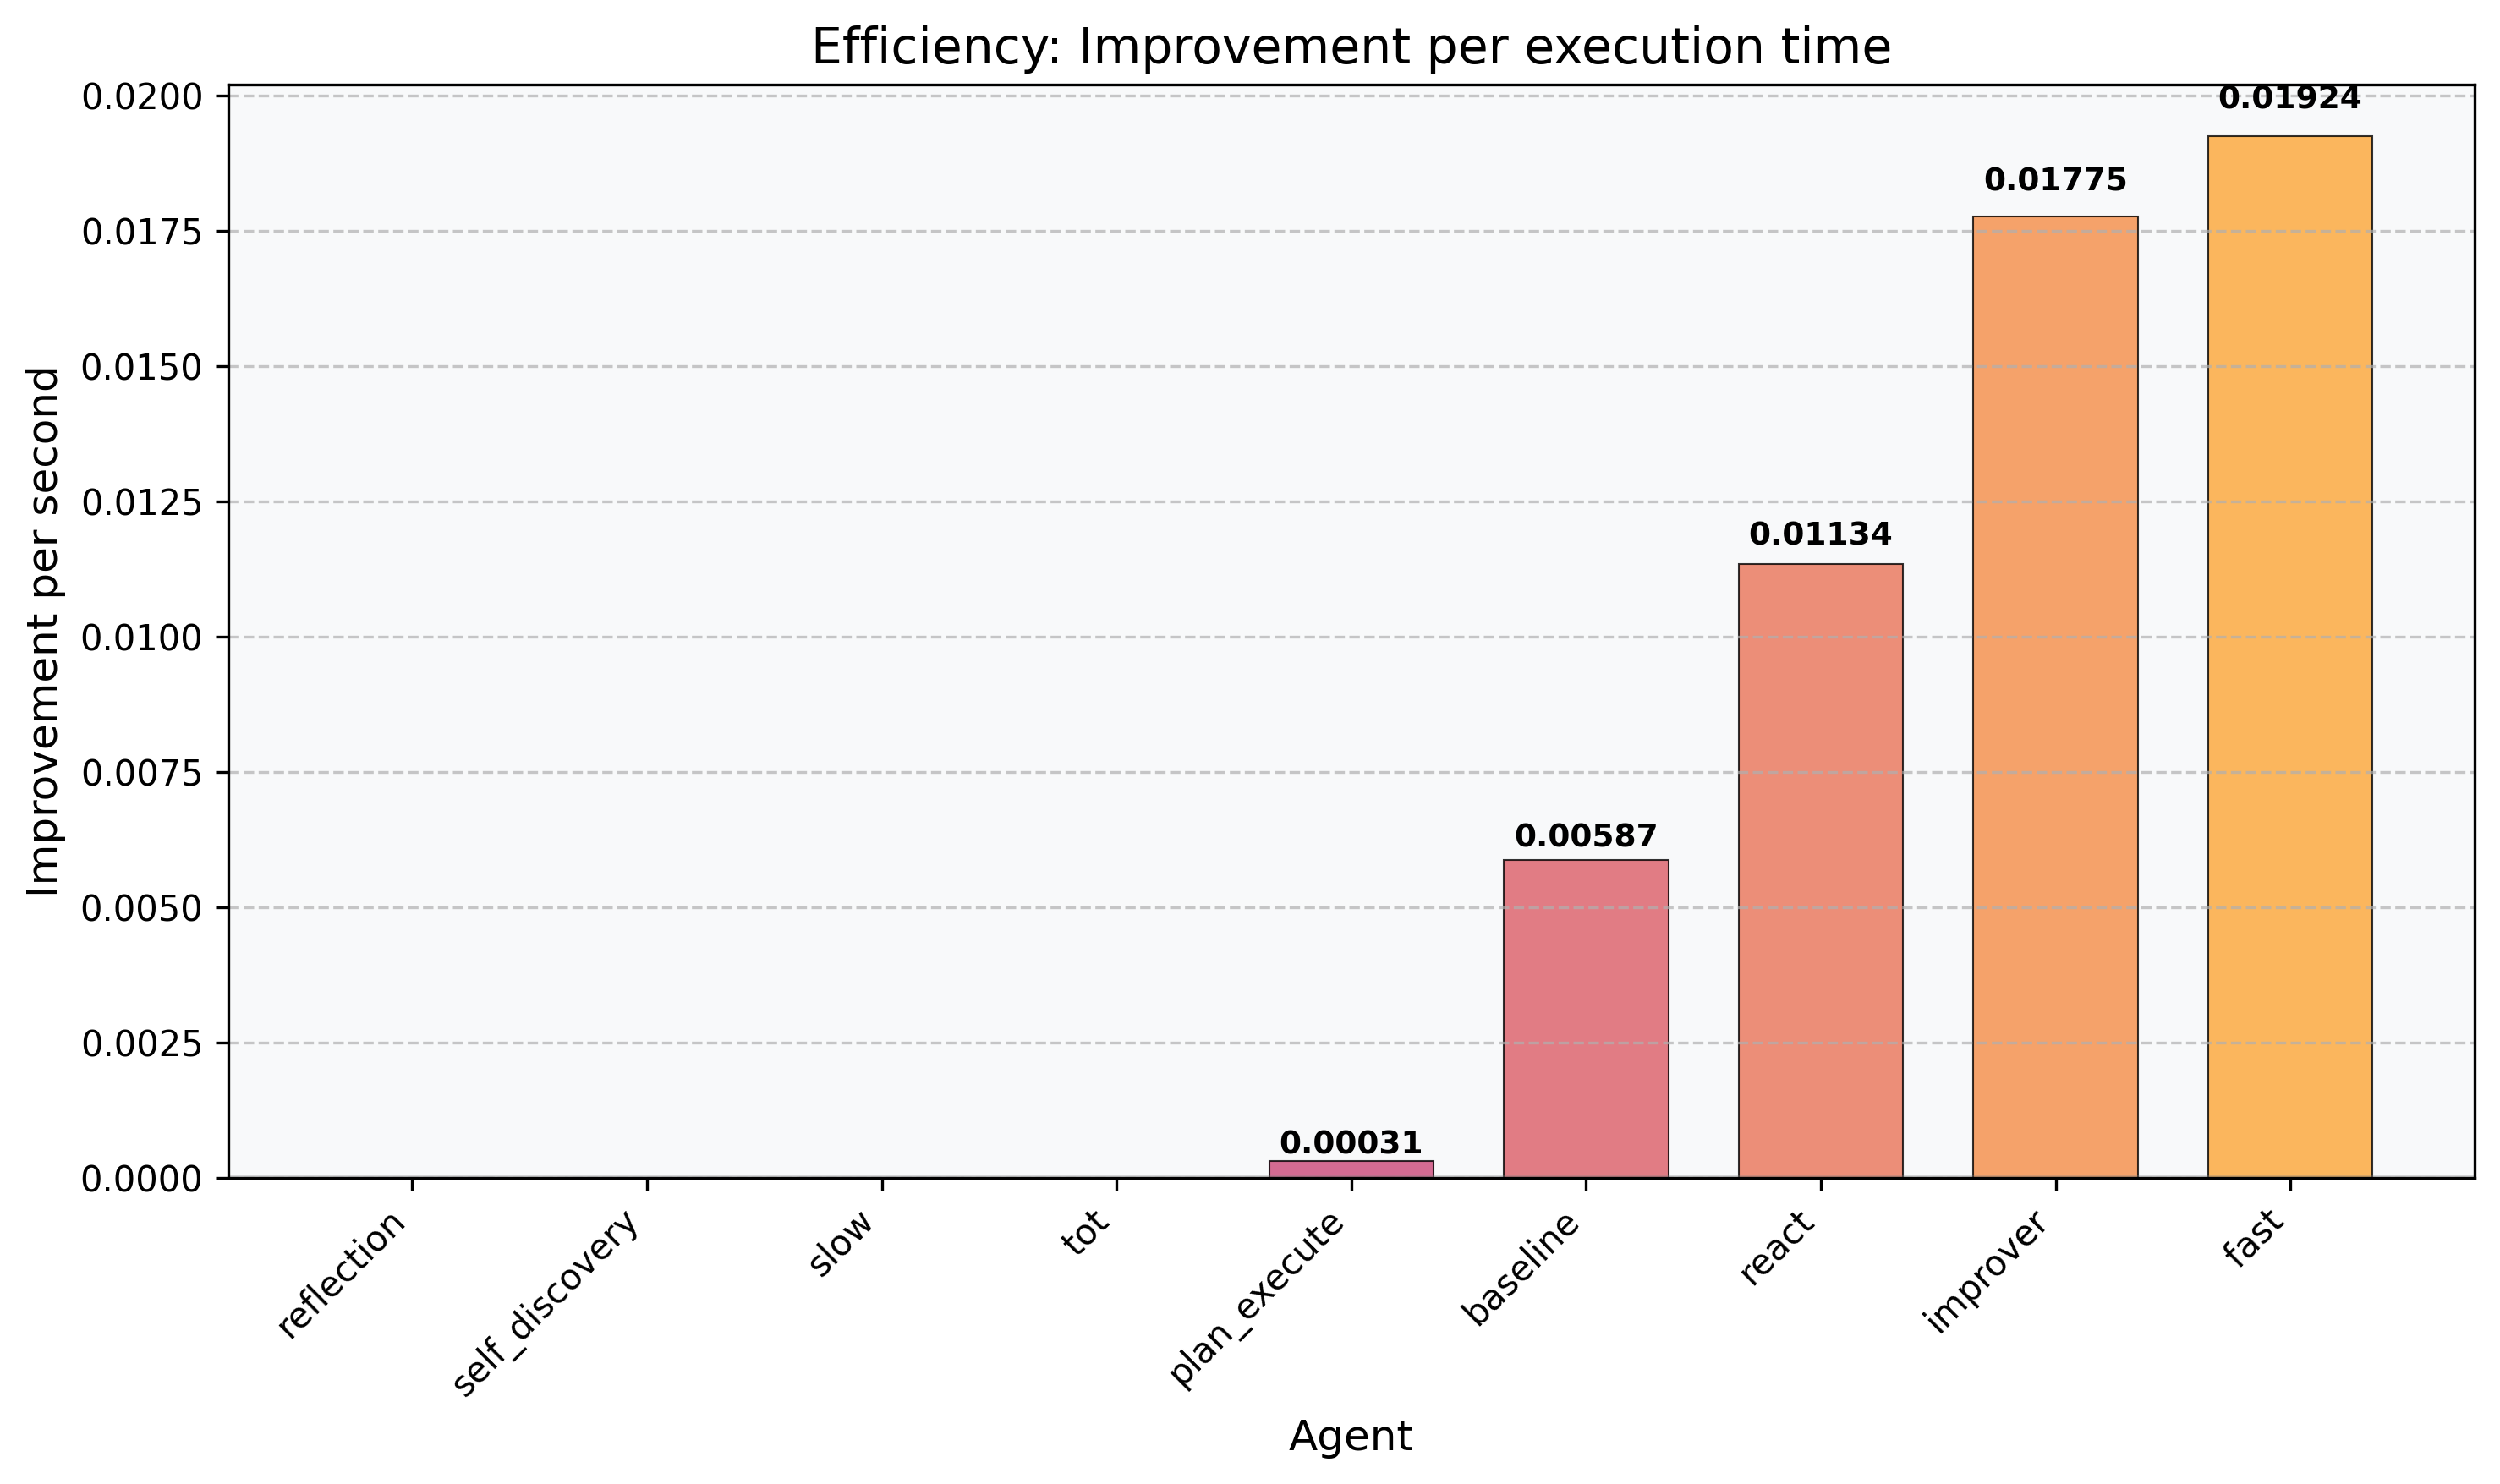 Efficiency: Improvement per execution time
Improvement per second
0.0200
0.0175
0.0150
0.0125
0.0100
0.0075
0.0050
0.0025
0.0000
0.00031
0.00587
0.01134
0.01775
0.01924
reflection
self_discovery
slow
tot
plan_execute
baseline
react
improver
fast
Agent